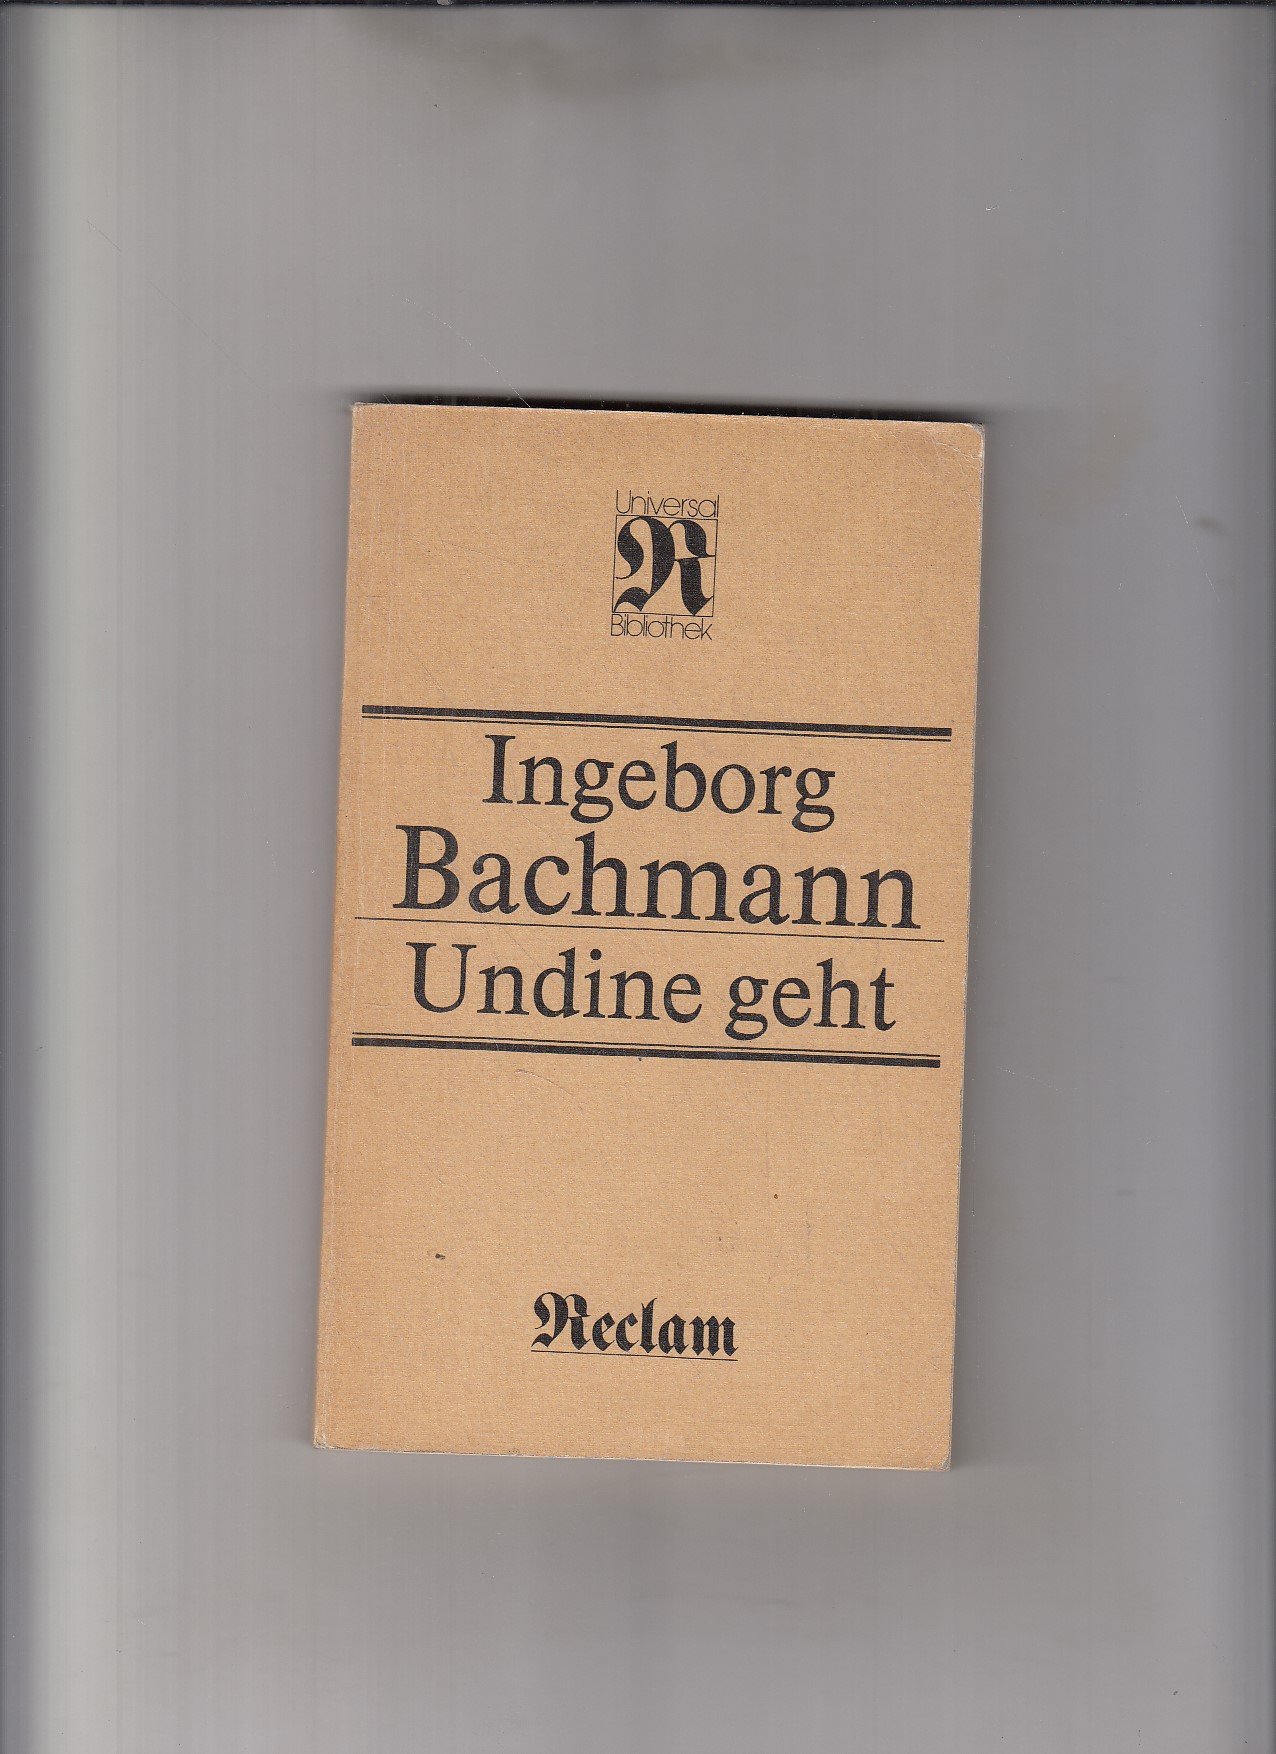 Universal
R
Bibliothek
Ingeborg
Bachmann
Undine geht
Reclam